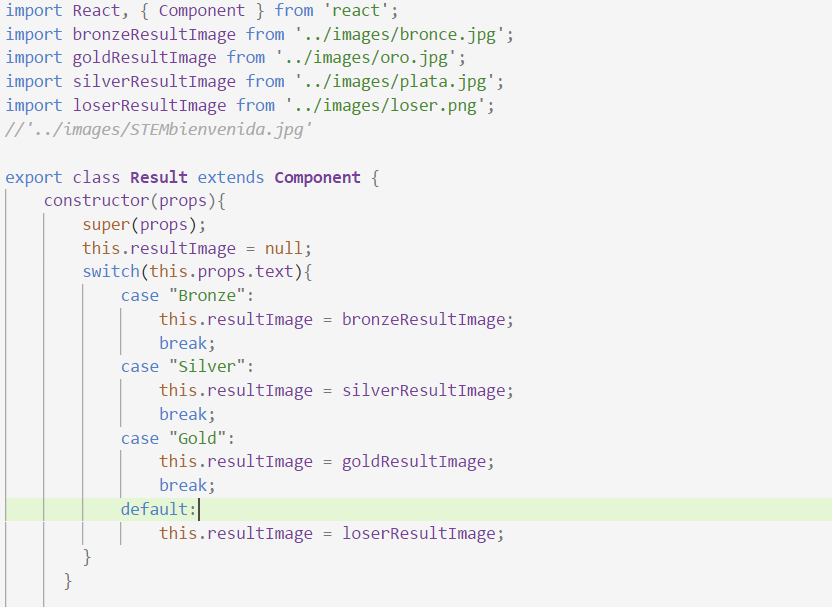 import React, { Component } from 'react';
import bronzeResultImage from '../images/bronce.jpg';
import goldResultImage from '../images/oro.jpg';
import silverResultImage from '../images/plata.jpg';
import loserResultImage from '../images/loser.png';
//'../images/STEMbienvenida.jpg'

export class Result extends Component {
    constructor(props){
        super(props);
        this.resultImage = null;
        switch(this.props.text){
            case "Bronze":
                this.resultImage = bronzeResultImage;
                break;
            case "Silver":
                this.resultImage = silverResultImage;
                break;
            case "Gold":
                this.resultImage = goldResultImage;
                break;
            default:
                this.resultImage = loserResultImage;
        }
      }